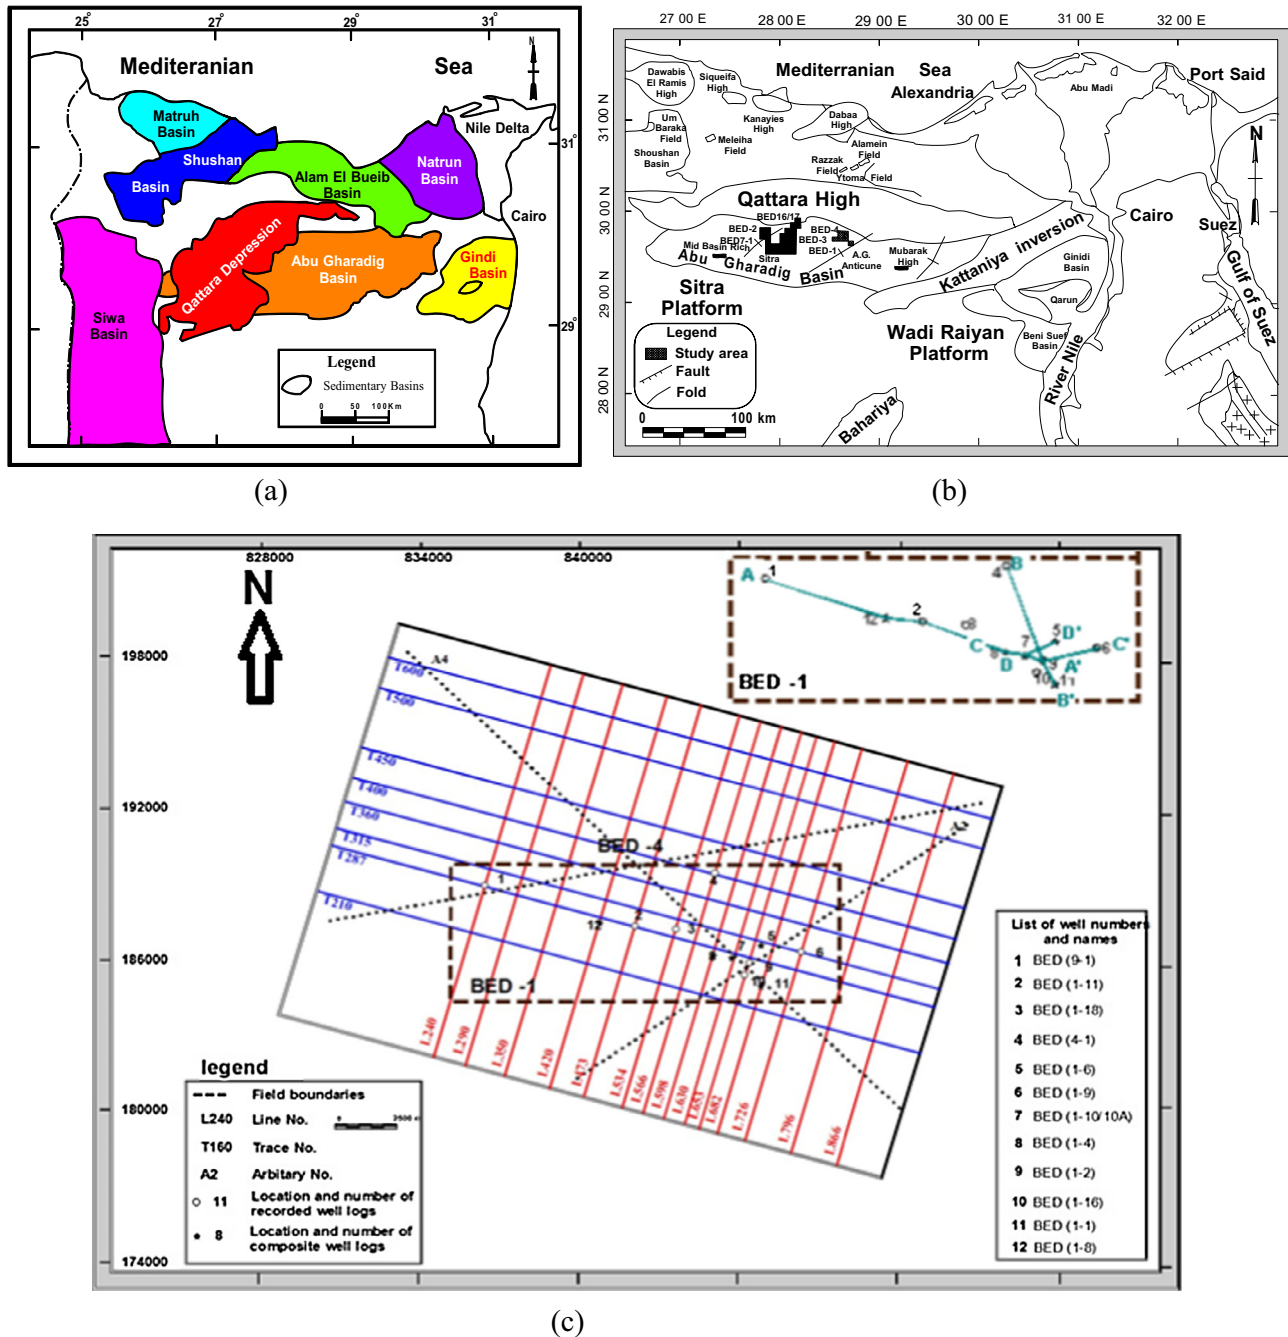 25°
27°
29°
31°
Mediteranian
Sea
N
Matruh
Basin
Nile Delta
31°
Shushan
Basin
Alam El Bueib
Basin
Natrun
Basin
Cairo
Qattara Depression
Abu Gharadig
Basin
Gindi
Basin
Siwa
Basin
29°
Legend
Sedimentary Basins
0 50 100Km
(a)
27 00 E
28 00 E
29 00 E
30 00 E
31 00 E
32 00 E
Dawabis
El Ramis
High
Siqueifa
High
Mediterranian
Sea
Alexandria
Abu Madi
Port Said
31 00 N
Um
Baraka
Field
Kanayies
High
Dabaa
High
N
Shoushan
Basin
Meleiha
Field
Alamein
Field
Razzak
Field
Ytoma Field
30 00 N
Qattara High
Cairo
Suez
BED16/17
BED-2
BED7-1
BED-4
BED-3
BED-1
Mid Basin Rich
Sitra
A.G.
Anticune
Mubarak
High
Abu Gharadig Basin
Kattaniya inversion
Ginidi
Basin
Gulf of Suez
29 00 N
Sitra
Platform
Qarun
Wadi Raiyan
Platform
Beni Suef
Basin
River Nile
Legend
Study area
Fault
Fold
28 00 N
Bahariya
0 100 km
(b)
828000
834000
840000
N
198000
192000
186000
180000
174000
A 1
12
2
3
4 B
C
8
D
7
5 D'
9 A'
6 C'
10
11
B'
BED -1
A4
A2
T600
T500
T450
T400
T360
T315
T287
T210
BED -4
1
2
3
4
5
6
7
8
12
11
BED -1
L240
L290
L350
L420
L473
L534
L566
L598
L630
L653
L682
L726
L796
L866
legend
Field boundaries
L240 Line No.
T160 Trace No.
A2 Arbitary No.
11 Location and number of
recorded well logs
8 Location and number of
composite well logs
List of well numbers
and names
1 BED (9-1)
2 BED (1-11)
3 BED (1-18)
4 BED (4-1)
5 BED (1-6)
6 BED (1-9)
7 BED (1-10/10A)
8 BED (1-4)
9 BED (1-2)
10 BED (1-16)
11 BED (1-1)
12 BED (1-8)
(c)